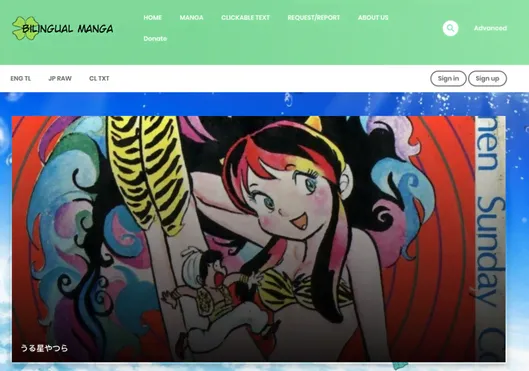 BILINGUAL MANGA
HOME MANGA CLICKABLE TEXT REQUEST/REPORT ABOUT US
Donate
Advanced
ENG TL JP RAW CL TXT
Sign in Sign up
Sunday
うる星やつら